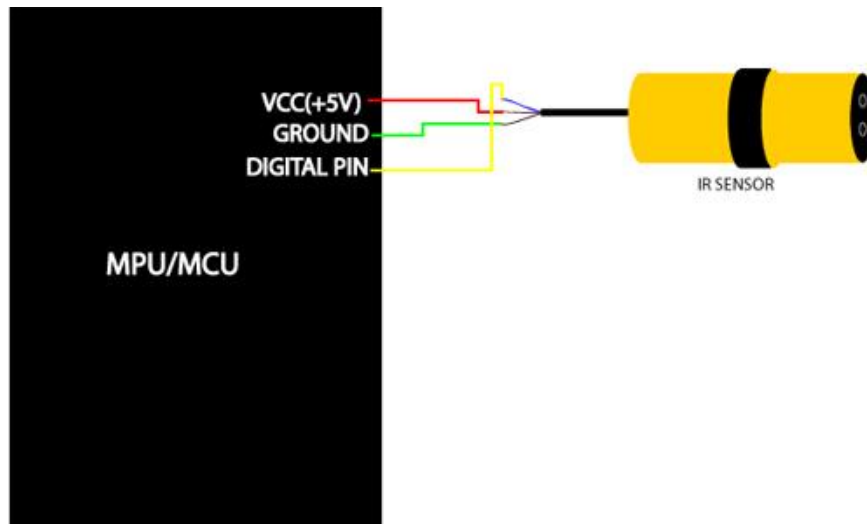 VCC(+5V)
GROUND
DIGITAL PIN
IR SENSOR
MPU/MCU